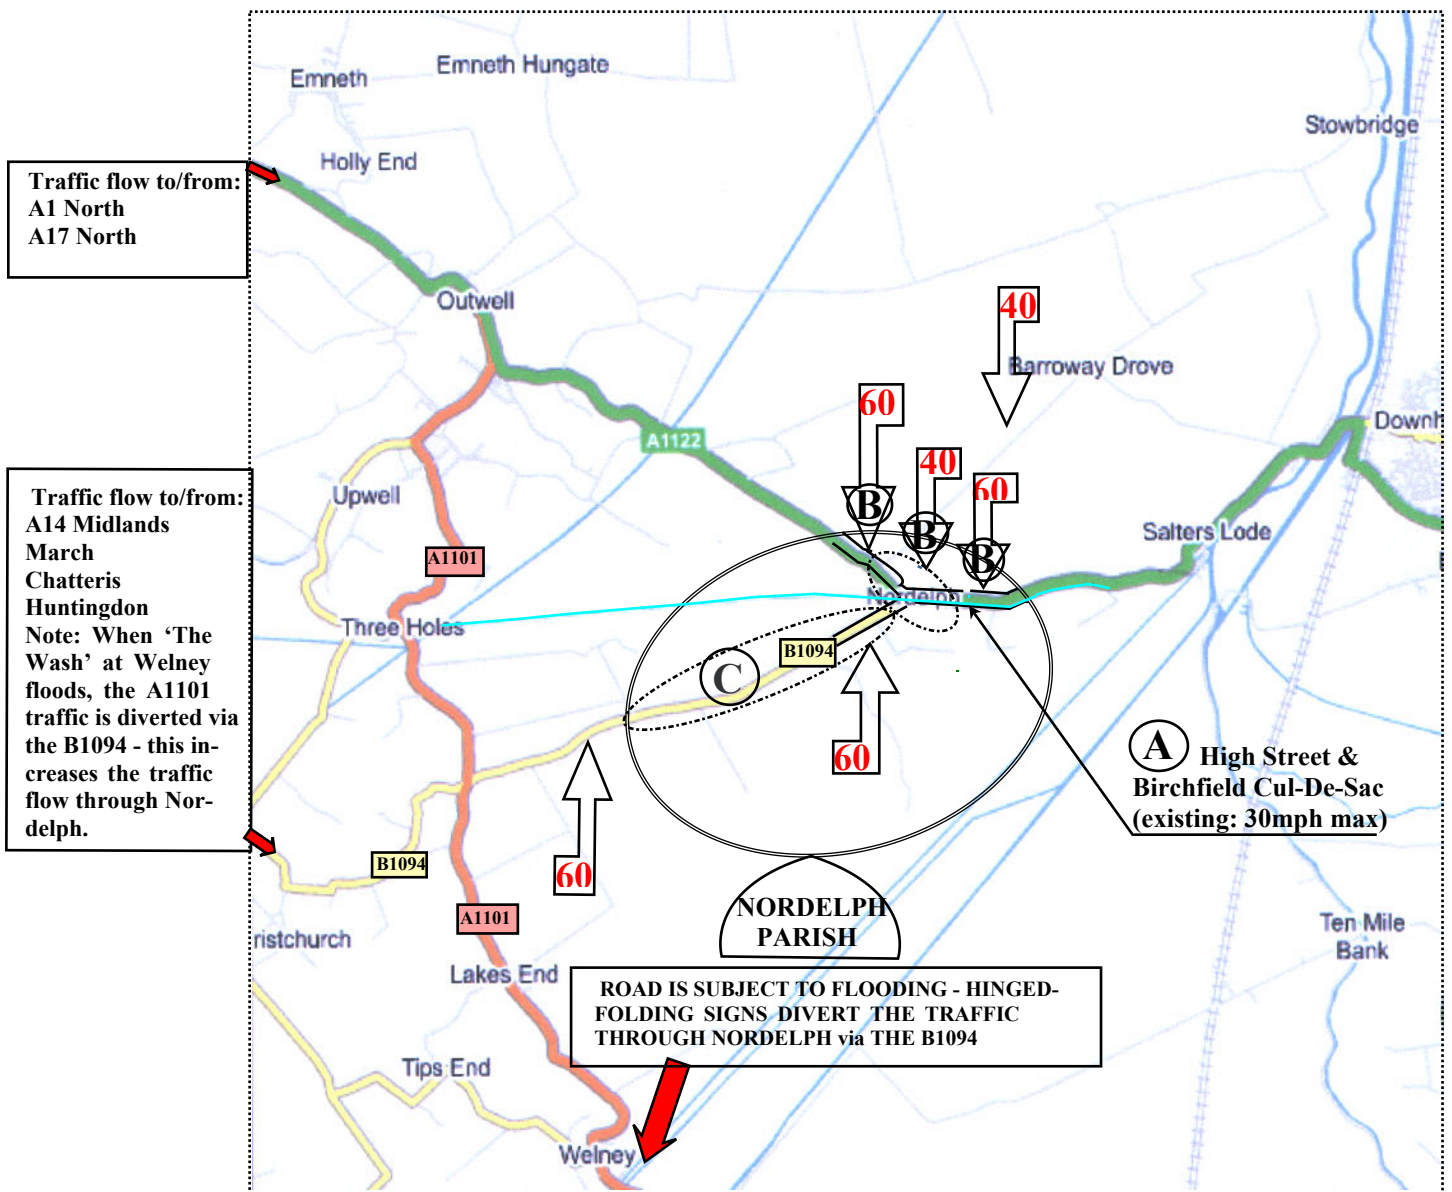 Emneth
Emneth Hungate
Stowbridge
Holly End
Traffic flow to/from:
A1 North
A17 North
Outwell
40
Barroway Drove
60
Downh
A1122
40
60
Upwell
B
B
B
Salters Lode
Traffic flow to/from:
A14 Midlands
March
Chatteris
Huntingdon
Note: When ‘The
Wash’ at Welney
floods, the A1101
traffic is diverted via
the B1094 - this in-
creases the traffic
flow through Nor-
delph.
A1101
Nordelph
Three Holes
B1094
C
60
A High Street &
Birchfield Cul-De-Sac
(existing: 30mph max)
60
B1094
A1101
NORDELPH
PARISH
ristchurch
Ten Mile
Bank
Lakes End
ROAD IS SUBJECT TO FLOODING - HINGED-
FOLDING SIGNS DIVERT THE TRAFFIC
THROUGH NORDELPH via THE B1094
Tips End
Welney